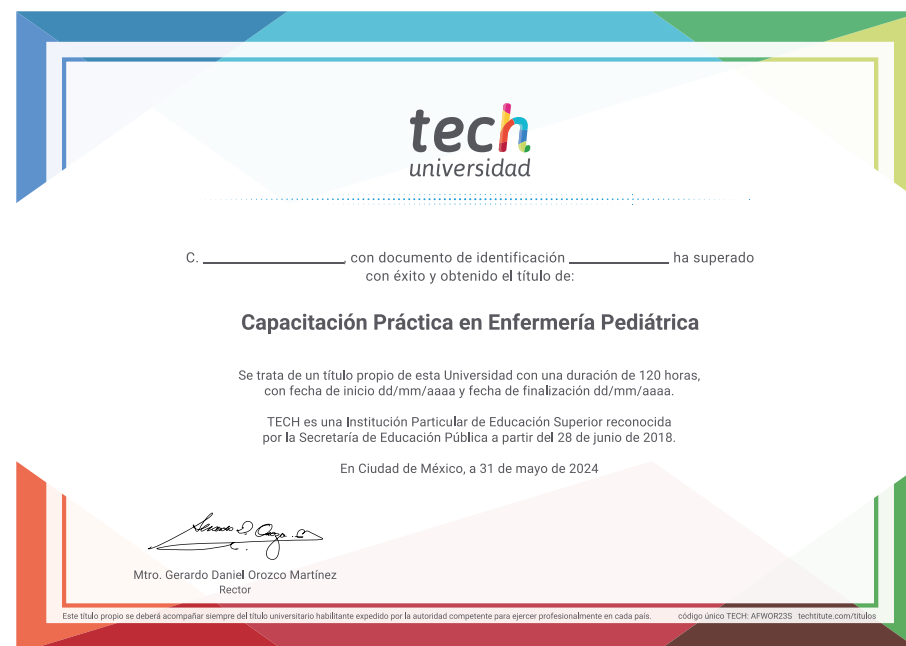 tech
universidad
C. ____________________, con documento de identificación ______________ ha superado
con éxito y obtenido el título de:
Capacitación Práctica en Enfermería Pediátrica
Se trata de un título propio de esta Universidad con una duración de 120 horas,
con fecha de inicio dd/mm/aaaa y fecha de finalización dd/mm/aaaa.
TECH es una Institución Particular de Educación Superior reconocida
por la Secretaría de Educación Pública a partir del 28 de junio de 2018.
En Ciudad de México, a 31 de mayo de 2024
Mtro. Gerardo Daniel Orozco Martínez
Rector
Este título propio se deberá acompañar siempre del título universitario habilitante expedido por la autoridad competente para ejercer profesionalmente en cada país. código único TECH: AFWOR23S techtitute.com/titulos